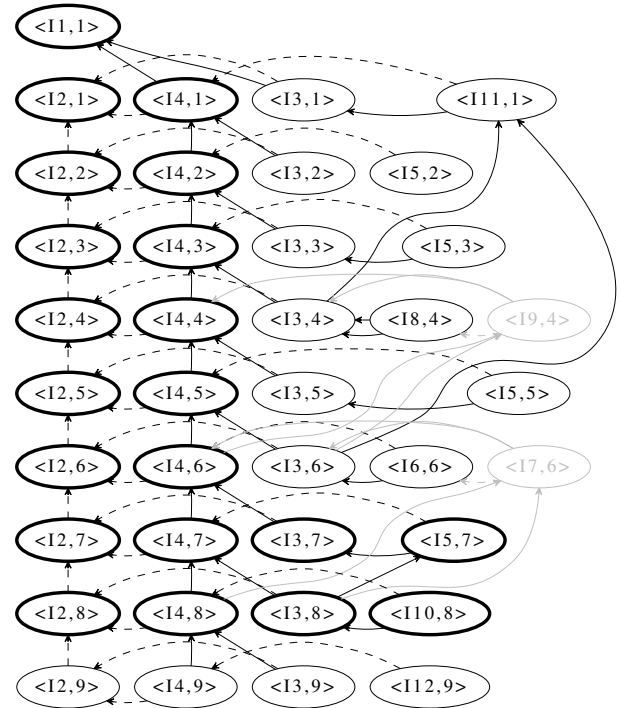 <I1,1>
<I2,1> <I4,1> <I3,1> <I11,1>
<I2,2> <I4,2> <I3,2> <I5,2>
<I2,3> <I4,3> <I3,3> <I5,3>
<I2,4> <I4,4> <I3,4> <I8,4> <I9,4>
<I2,5> <I4,5> <I3,5> <I5,5>
<I2,6> <I4,6> <I3,6> <I6,6> <I7,6>
<I2,7> <I4,7> <I3,7> <I5,7>
<I2,8> <I4,8> <I3,8> <I10,8>
<I2,9> <I4,9> <I3,9> <I12,9>